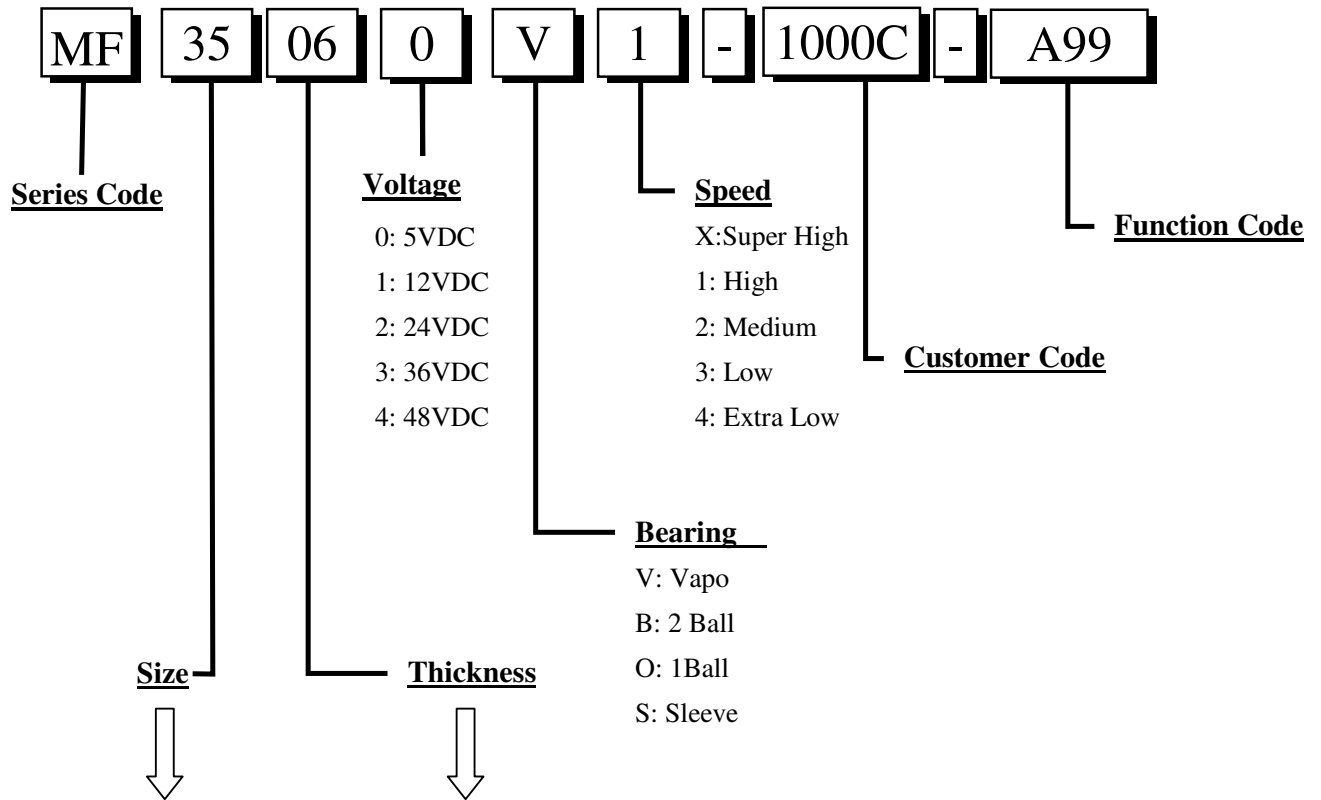 MF 35 06 0 V 1 - 1000C - A99
Series Code
Voltage
0: 5VDC
1: 12VDC
2: 24VDC
3: 36VDC
4: 48VDC
Speed
X:Super High
1: High
2: Medium
3: Low
4: Extra Low
Function Code
Customer Code
Bearing
V: Vapo
B: 2 Ball
O: 1Ball
S: Sleeve
Size
Thickness